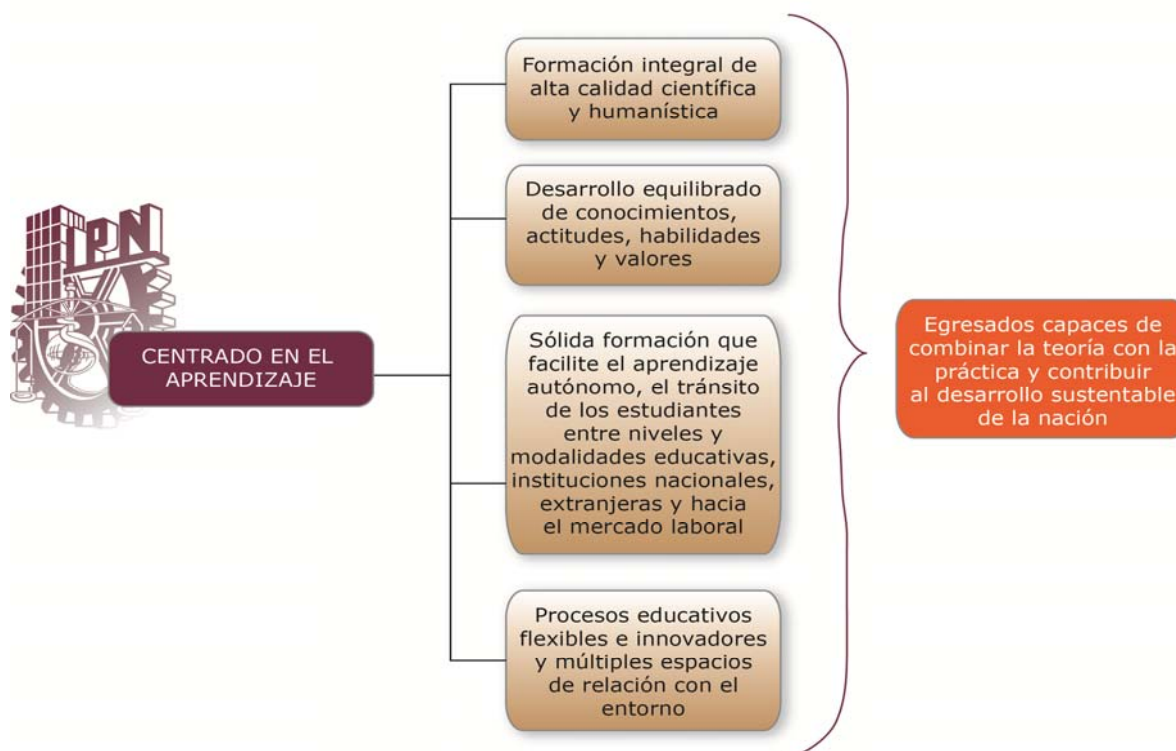 IPN
CENTRADO EN EL
APRENDIZAJE
Formación integral de
alta calidad científica
y humanística
Desarrollo equilibrado
de conocimientos,
actitudes, habilidades
y valores
Sólida formación que
facilite el aprendizaje
autónomo, el tránsito
de los estudiantes
entre niveles y
modalidades educativas,
instituciones nacionales,
extranjeras y hacia
el mercado laboral
Procesos educativos
flexibles e innovadores
y múltiples espacios
de relación con el
entorno
Egresados capaces de
combinar la teoría con la
práctica y contribuir
al desarrollo sustentable
de la nación